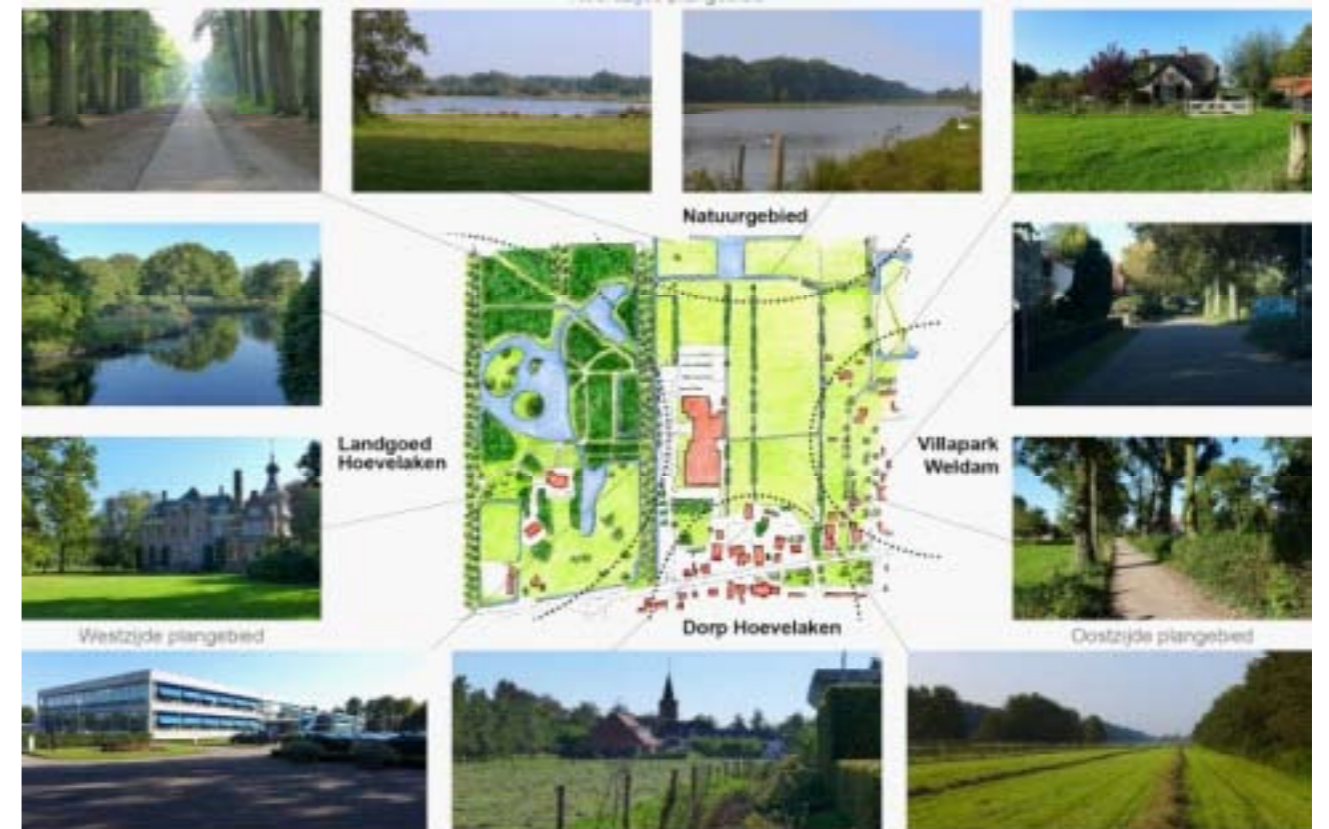 Natuurgebied
Landgoed
Hoevelaken
Villapark
Weldam
Dorp Hoevelaken
Westzijde plangebied
Oostzijde plangebied